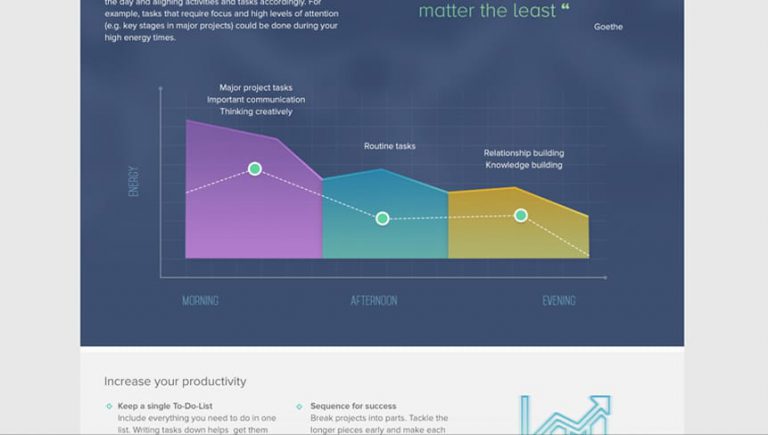 the day and aligning activities and tasks accordingly. For
example, tasks that require focus and high levels of attention
(e.g. key stages in major projects) could be done during your
high energy times.
matter the least “
Goethe
Major project tasks
Important communication
Thinking creatively
Routine tasks
Relationship building
Knowledge building
ENERGY
MORNING
AFTERNOON
EVENING
Increase your productivity
Keep a single To-Do-List
Include everything you need to do in one
list. Writing tasks down helps get them
Sequence for success
Break projects into parts. Tackle the
longer pieces early and make each